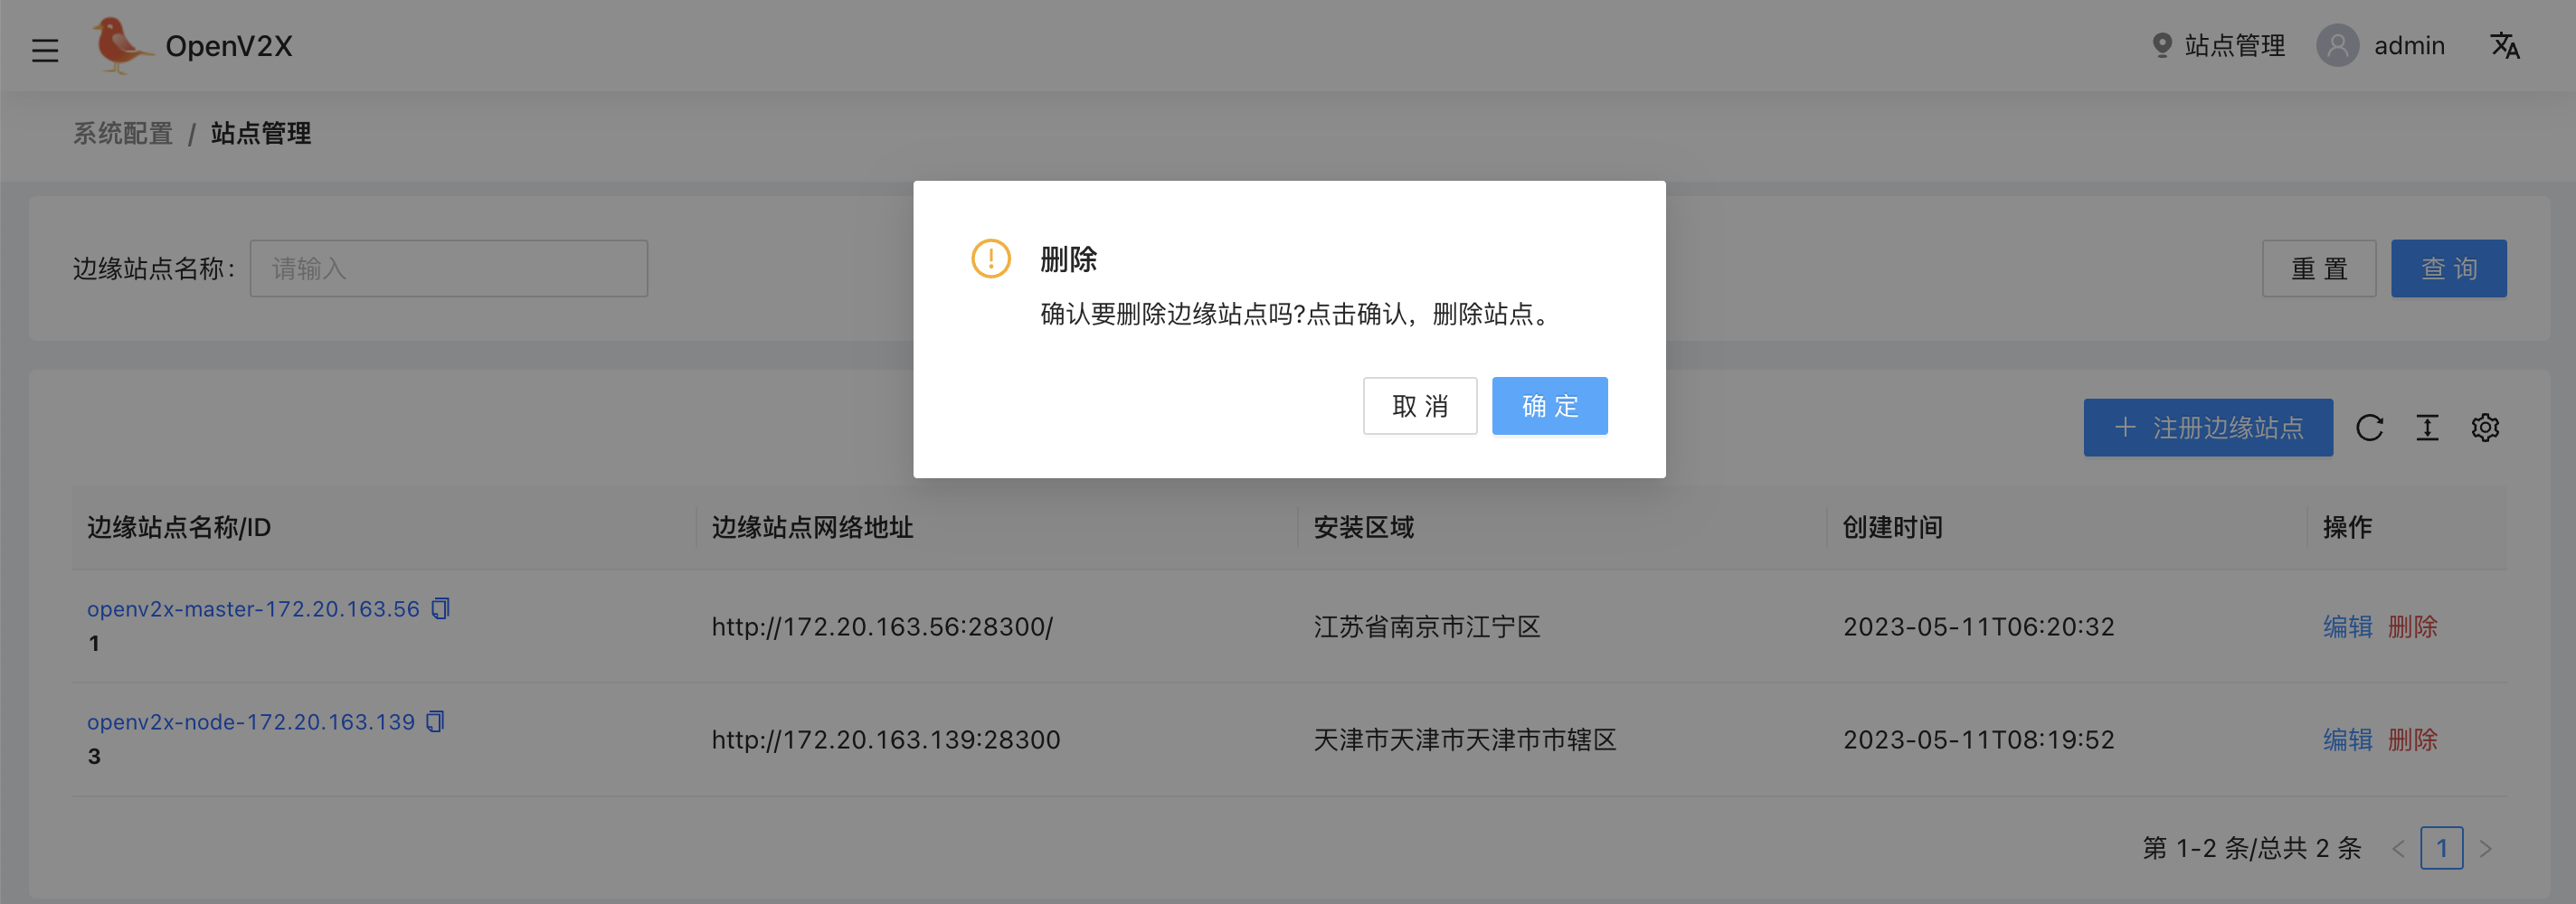 OpenV2X
站点管理
admin
系统配置 / 站点管理
删除
确认要删除边缘站点吗?点击确认，删除站点。
取 消
确 定
边缘站点名称:
请输入
重 置
查 询
注册边缘站点
边缘站点名称/ID
边缘站点网络地址
安装区域
创建时间
操作
openv2x-master-172.20.163.56
1
http://172.20.163.56:28300/
江苏省南京市江宁区
2023-05-11T06:20:32
编辑 删除
openv2x-node-172.20.163.139
3
http://172.20.163.139:28300
天津市天津市天津市市辖区
2023-05-11T08:19:52
编辑 删除
第 1-2 条/总共 2 条 < 1 >